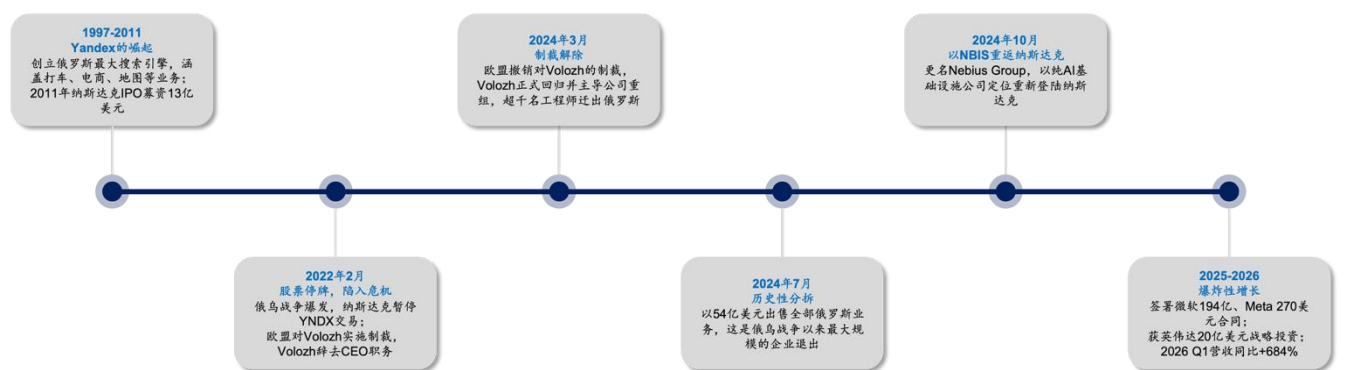 1997-2011
Yandex的崛起
创立俄罗斯最大搜索引擎，涵
盖打车、电商、地图等业务；
2011年纳斯达克IPO募资13亿
美元
2022年2月
股票停牌，陷入危机
俄乌战争爆发，纳斯达克暂停
YNDX交易；
欧盟对Volozh实施制裁，
Volozh辞去CEO职务
2024年3月
制裁解除
欧盟撤销对Volozh的制裁，
Volozh正式回归并主导公司重
组，超千名工程师迁出俄罗斯
2024年7月
历史性分拆
以54亿美元出售全部俄罗斯业
务，这是俄乌战争以来最大规
模的企业退出
2024年10月
以NBIS重返纳斯达克
更名Nebius Group，以纯AI基
础设施公司定位重新登陆纳斯
达克
2025-2026
爆炸性增长
签署微软194亿、Meta 270美
元合同；
获英伟达20亿美元战略投资；
2026 Q1营收同比+684%